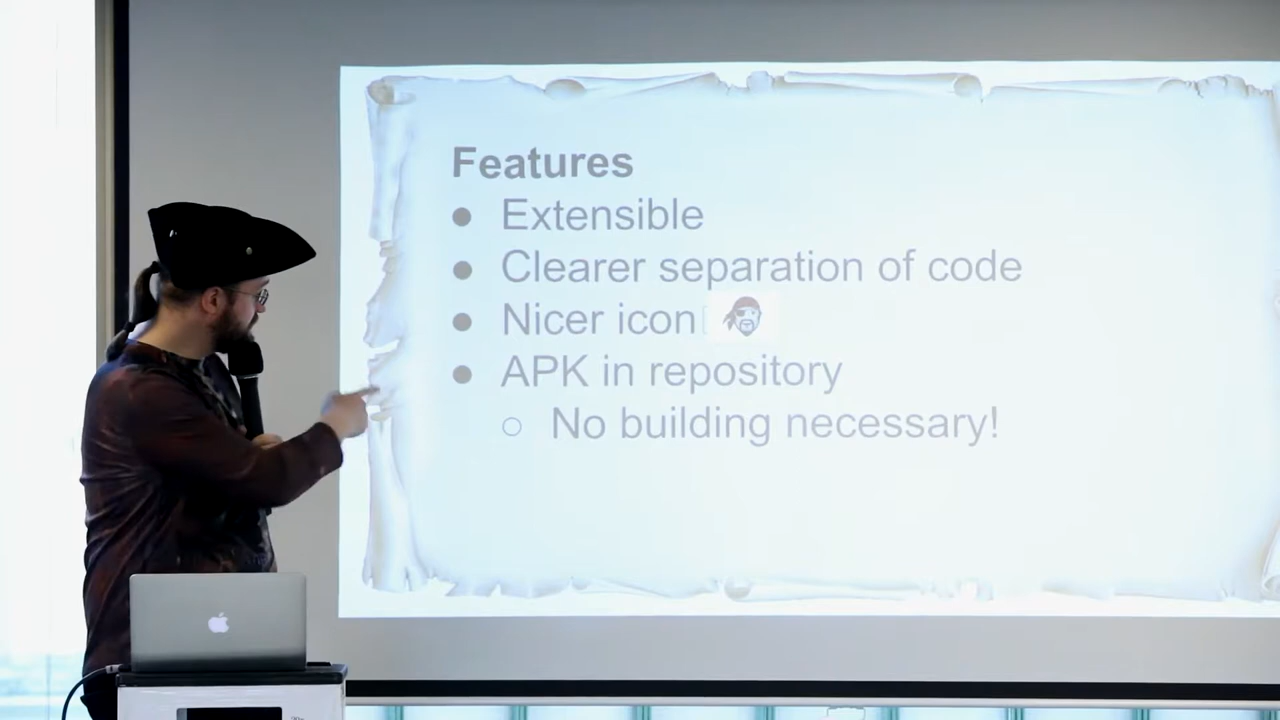 Features
● Extensible
● Clearer separation of code
● Nicer icon
● APK in repository
○ No building necessary!